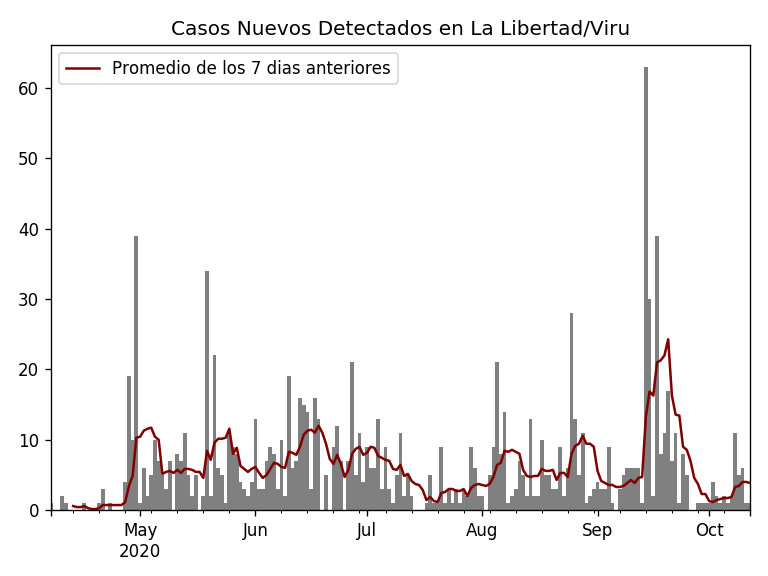 Casos Nuevos Detectados en La Libertad/Viru
Promedio de los 7 dias anteriores
60
50
40
30
20
10
0
May Jun Jul Aug Sep Oct
2020